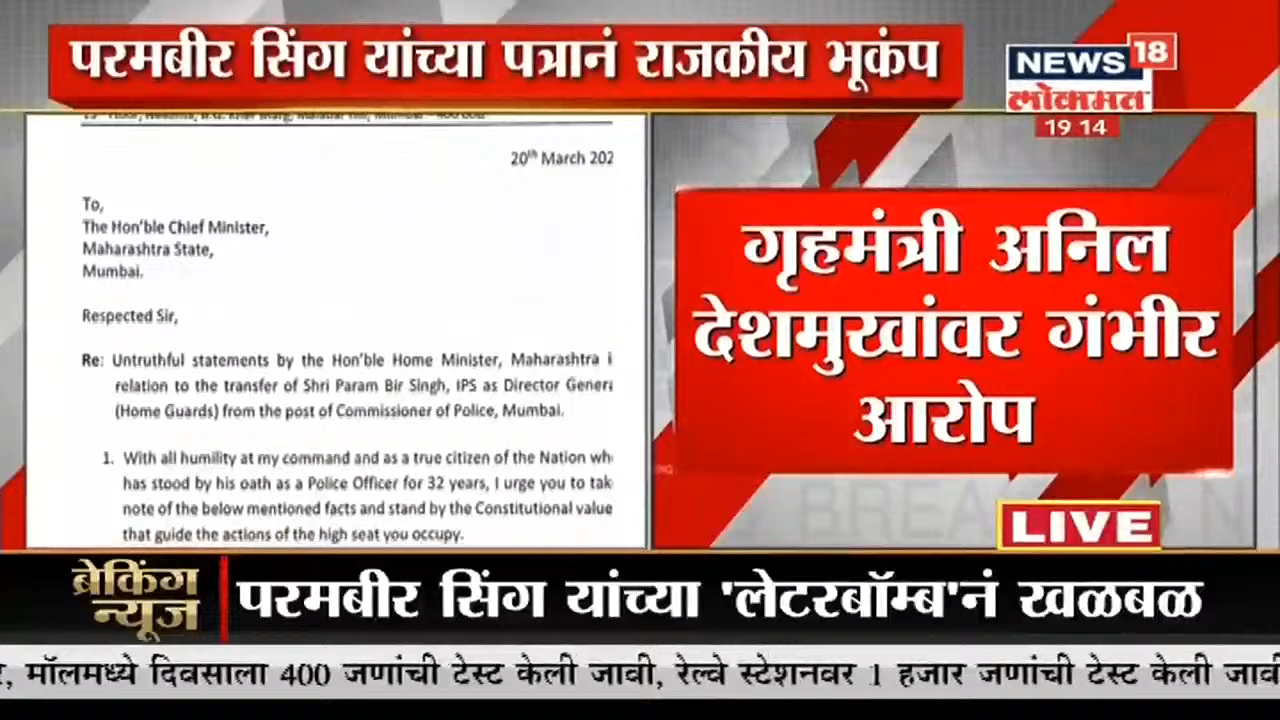 परमबीर सिंग यांच्या पत्रानं राजकीय भूकंप
NEWS 18
लोकमत
19 14
20th March 202
To,
The Hon'ble Chief Minister,
Maharashtra State,
Mumbai.
Respected Sir,
Re: Untruthful statements by the Hon'ble Home Minister, Maharashtra i
relation to the transfer of Shri Param Bir Singh, IPS as Director Gener
(Home Guards) from the post of Commissioner of Police, Mumbai.
1. With all humility at my command and as a true citizen of the Nation wh
has stood by his oath as a Police Officer for 32 years, I urge you to tak
note of the below mentioned facts and stand by the Constitutional value
that guide the actions of the high seat you occupy.
गृहमंत्री अनिल
देशमुखांवर गंभीर
आरोप
LIVE
ब्रेकिंग
न्यूज
परमबीर सिंग यांच्या 'लेटरबॉम्ब'नं खळबळ
र, मॉलमध्ये दिवसाला 400 जणांची टेस्ट केली जावी, रेल्वे स्टेशनवर 1 हजार जणांची टेस्ट केली जावी